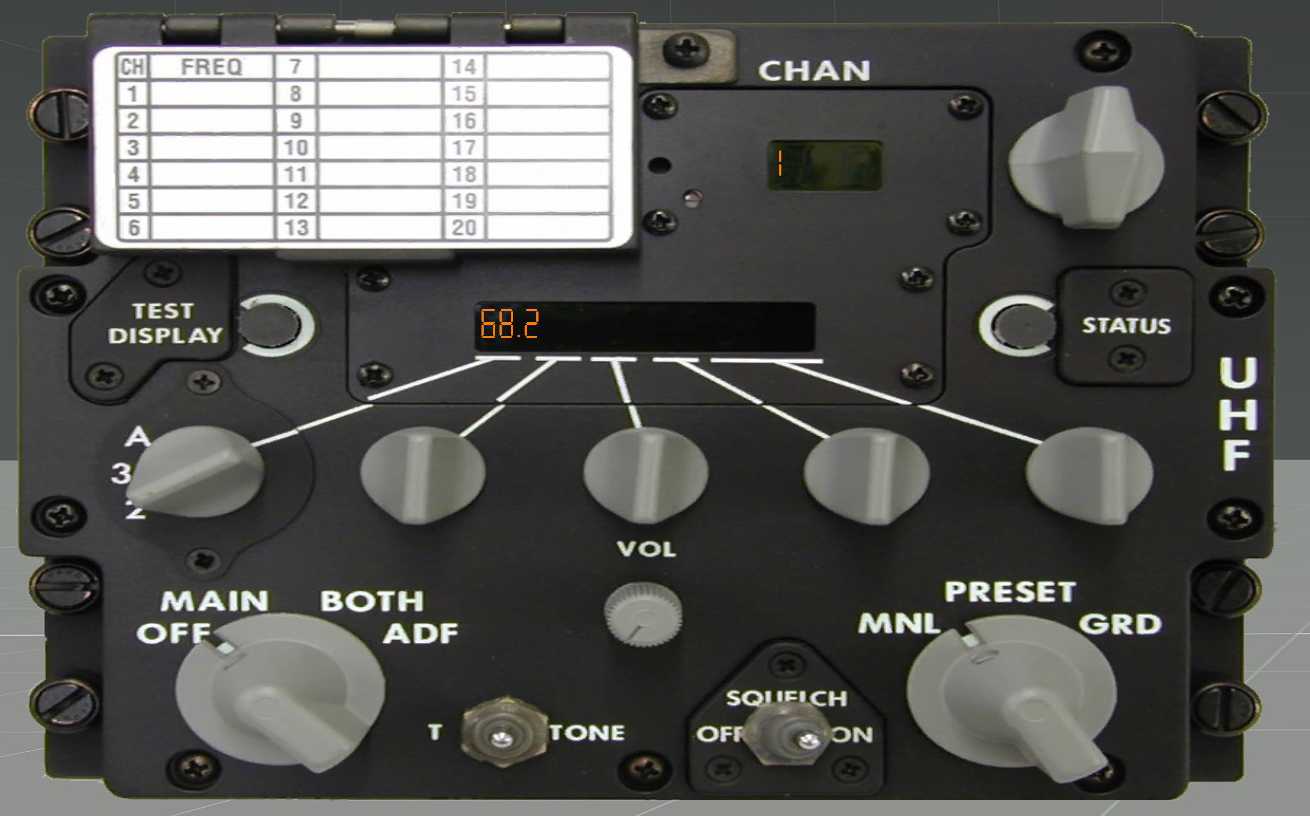 CH FREQ 7 14
1 8 15
2 9 16
3 10 17
4 11 18
5 12 19
6 13 20
CHAN
1
TEST
DISPLAY
68.2
STATUS
UHF
A
3
2
VOL
MAIN BOTH
OFF ADF
PRESET
MNL GRD
T TONE
SQUELCH
OFF ON